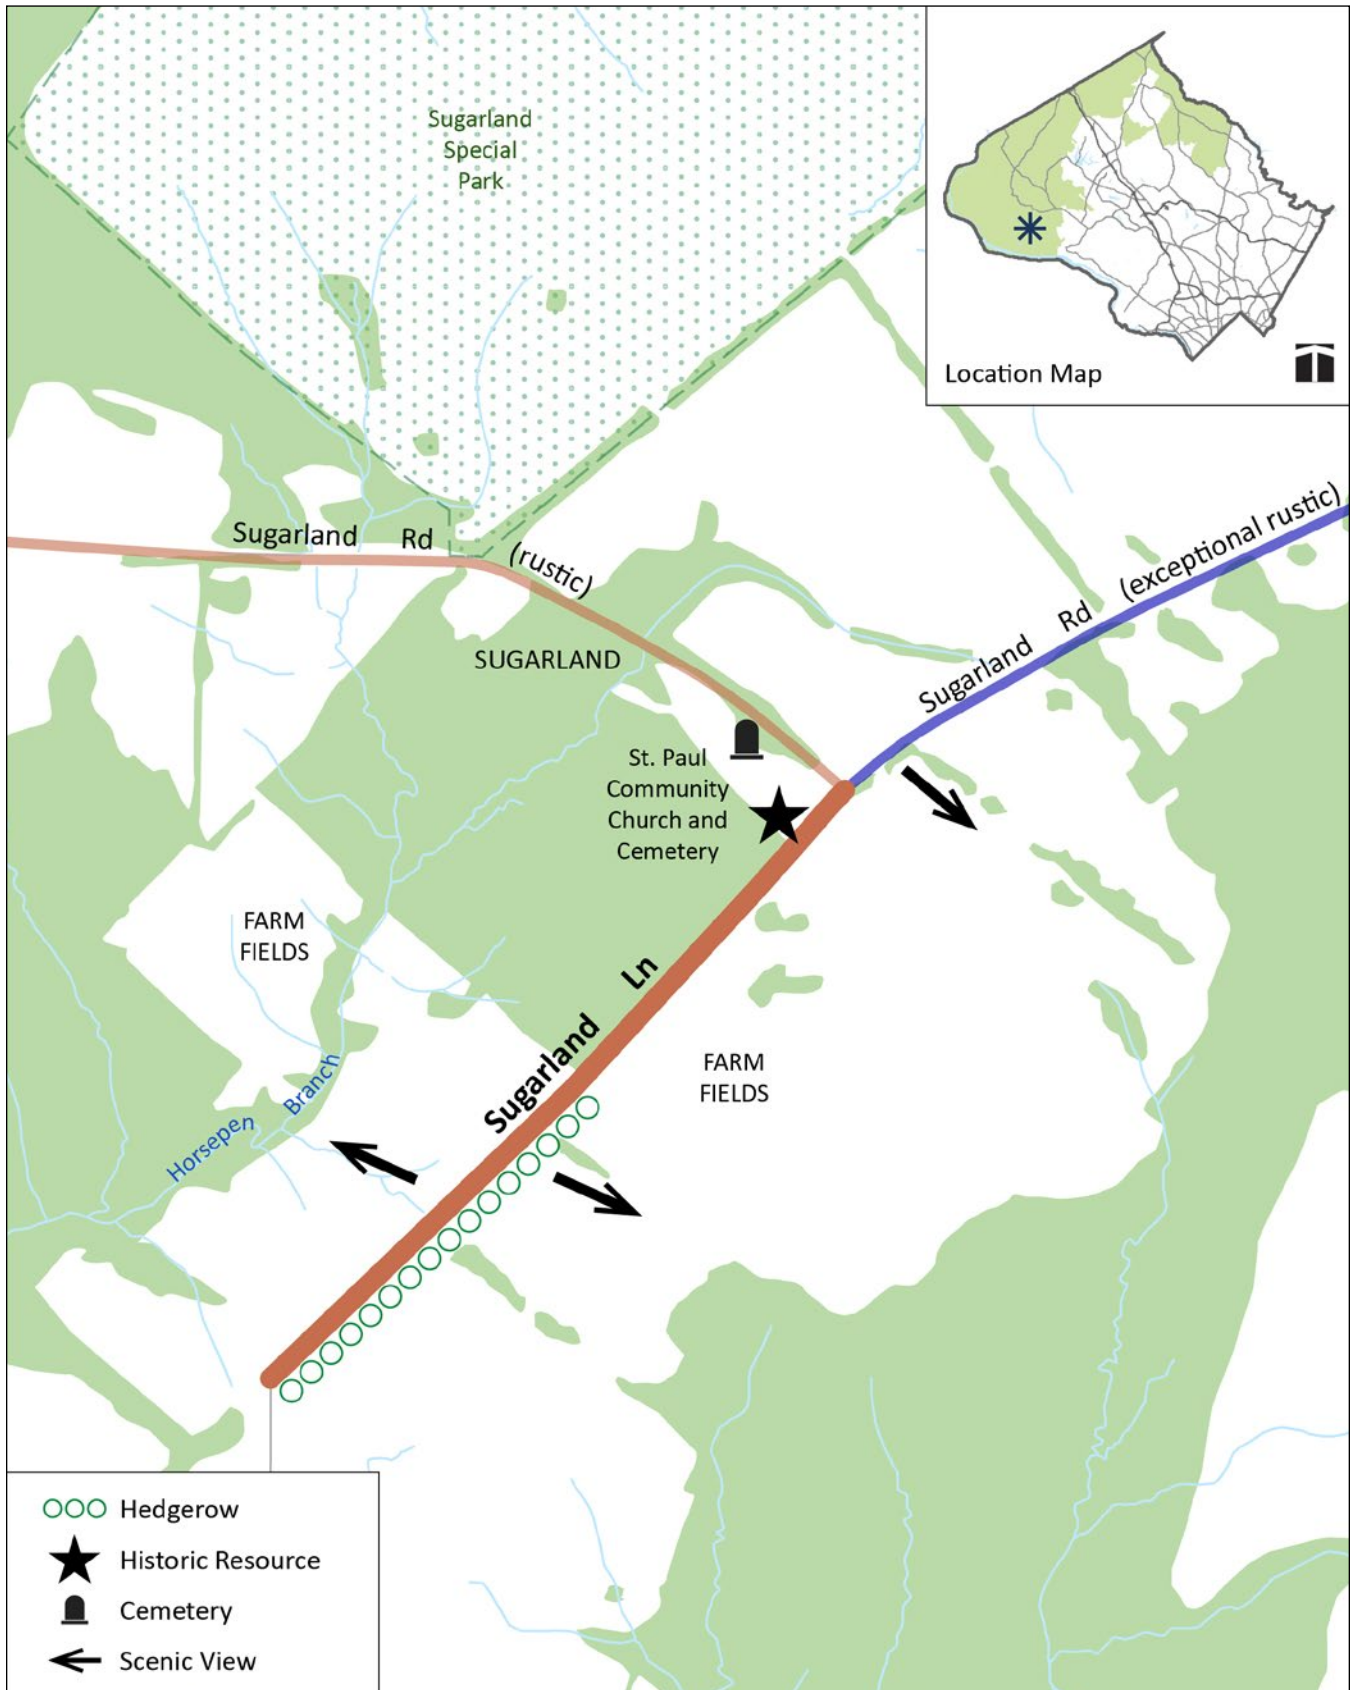 Sugarland
Special
Park
Location Map
Sugarland Rd (rustic)
Sugarland Rd (exceptional rustic)
SUGARLAND
St. Paul
Community
Church and
Cemetery
FARM
FIELDS
Sugarland Ln
FARM
FIELDS
Horsepen Branch
Hedgerow
Historic Resource
Cemetery
Scenic View